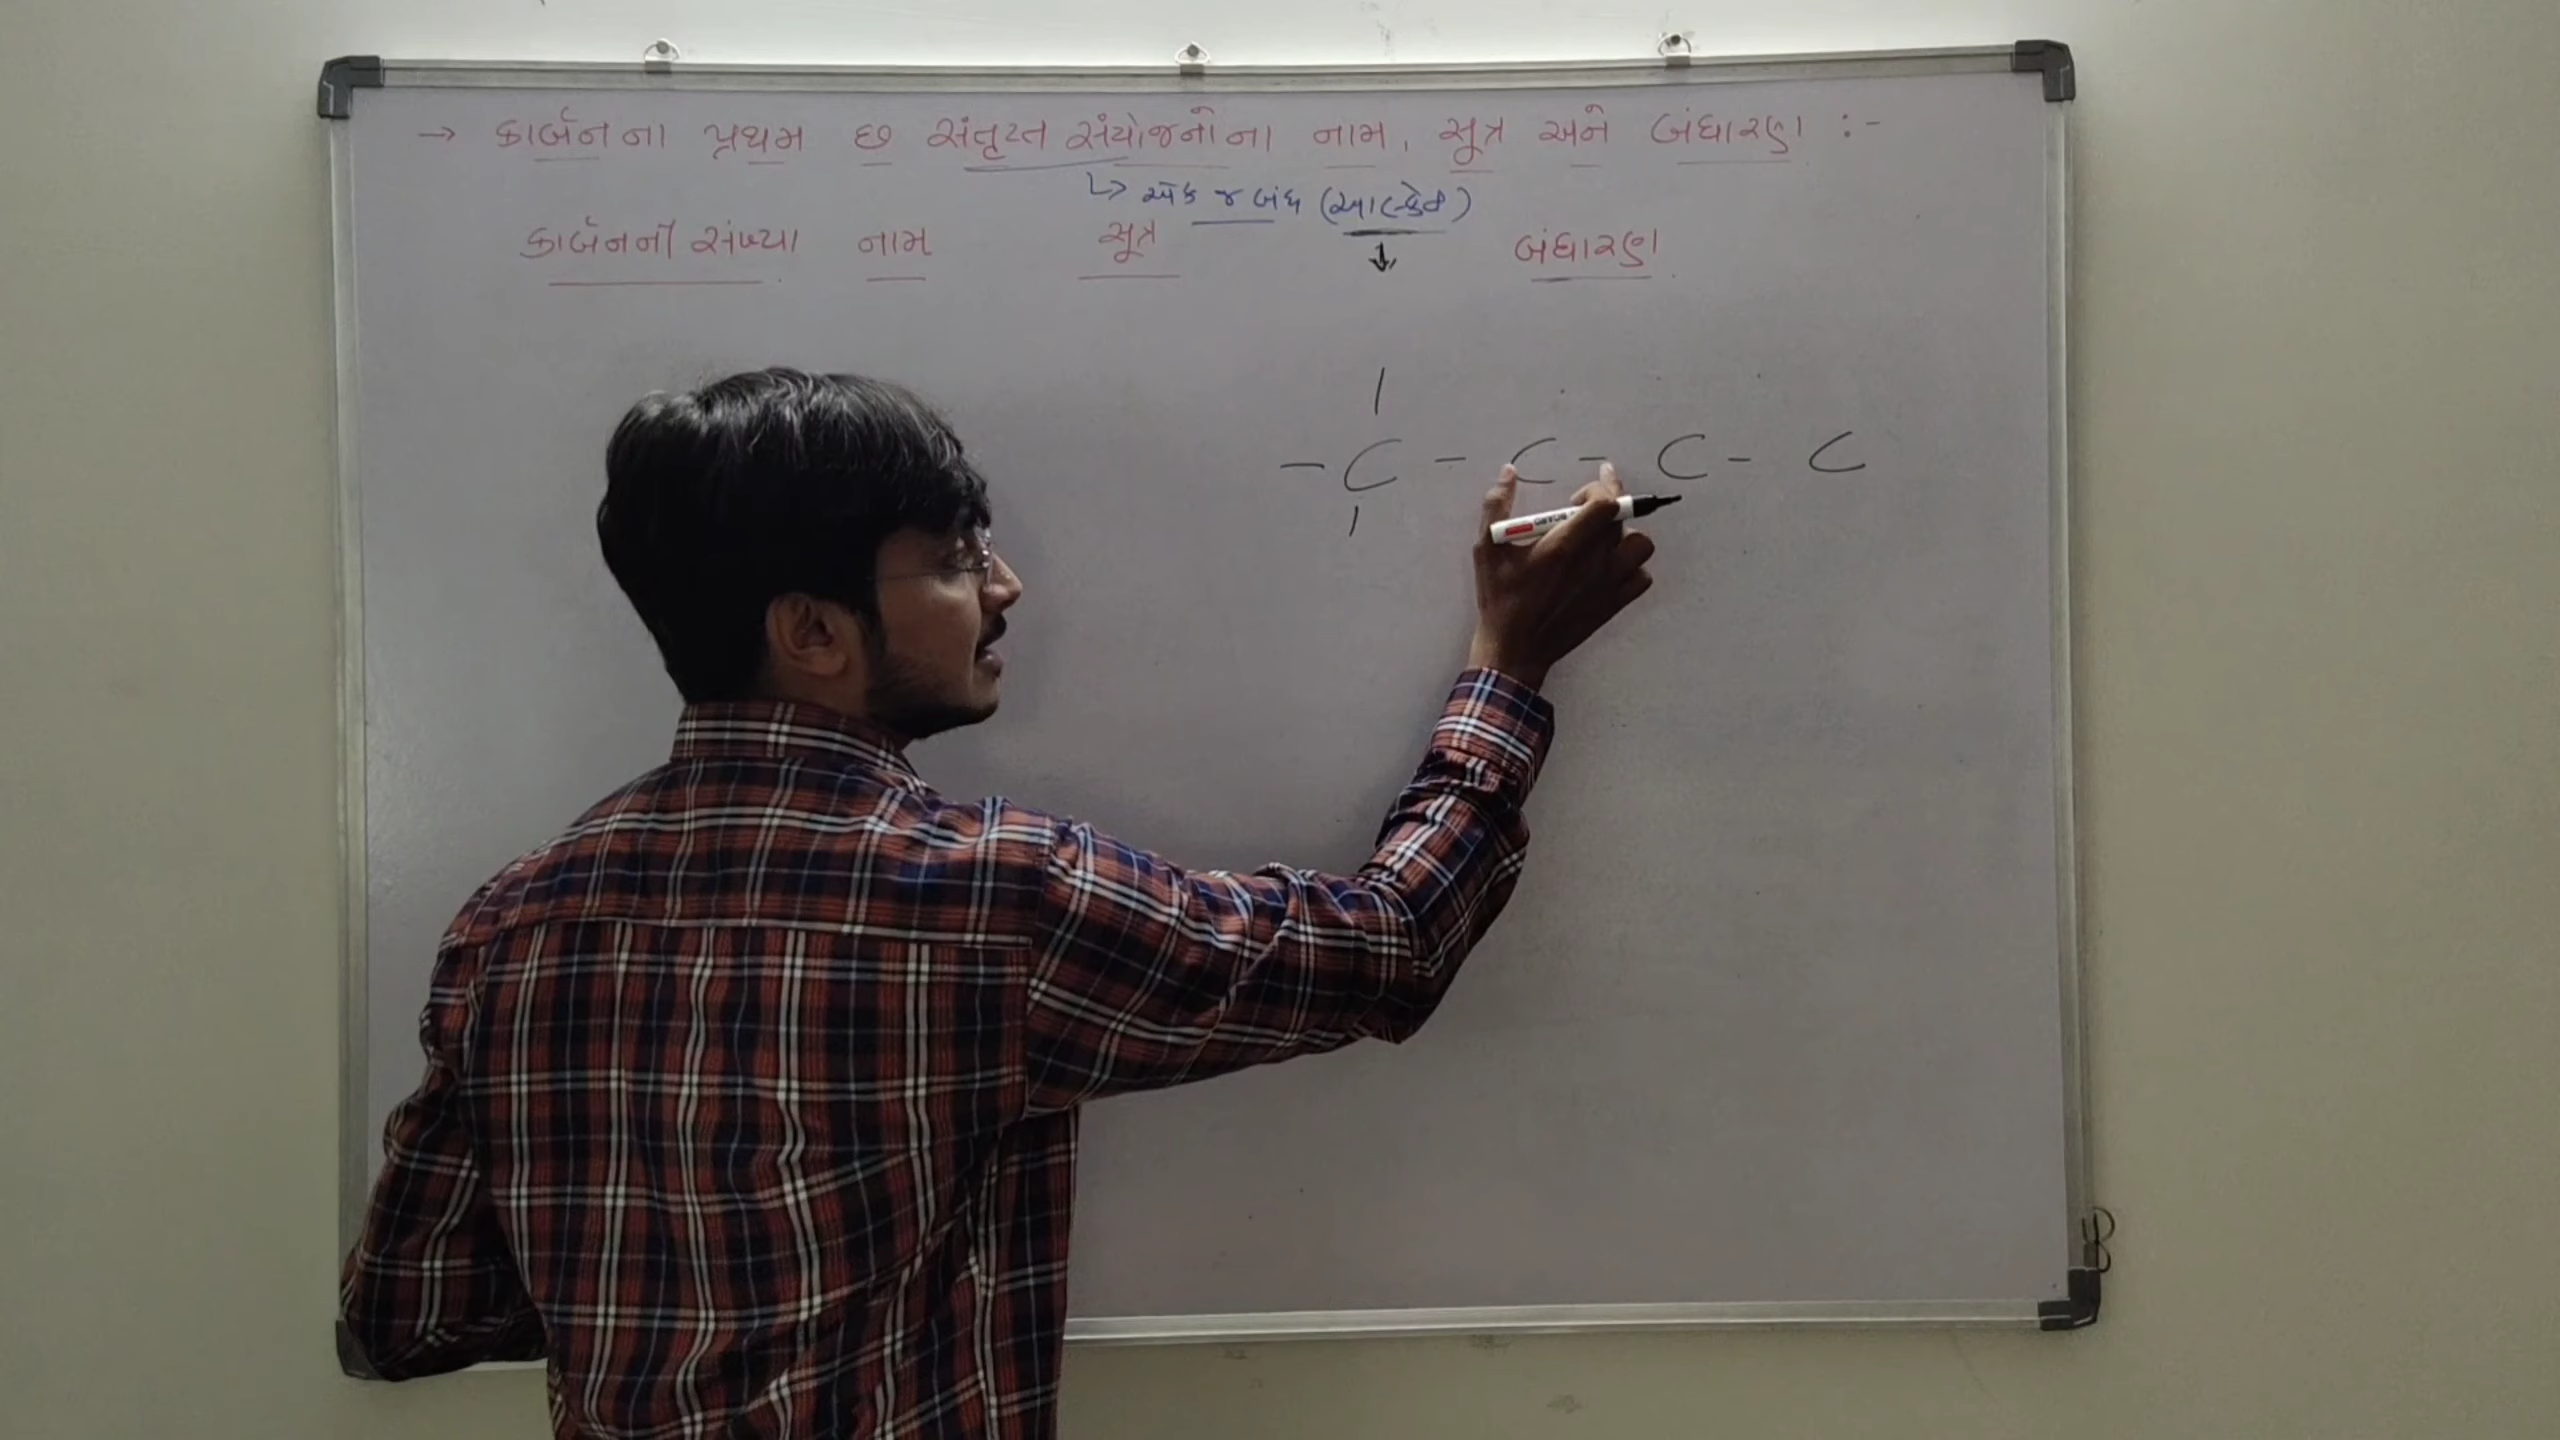 → કાર્બનના પ્રથમ છ સંતૃપ્ત સંયોજનોના નામ, સૂત્ર અને બંધારણ :-
↳ એક જ બંધ (આલ્કેન)
કાર્બનની સંખ્યા નામ સૂત્ર ↓ બંધારણ
- C - C - C - C